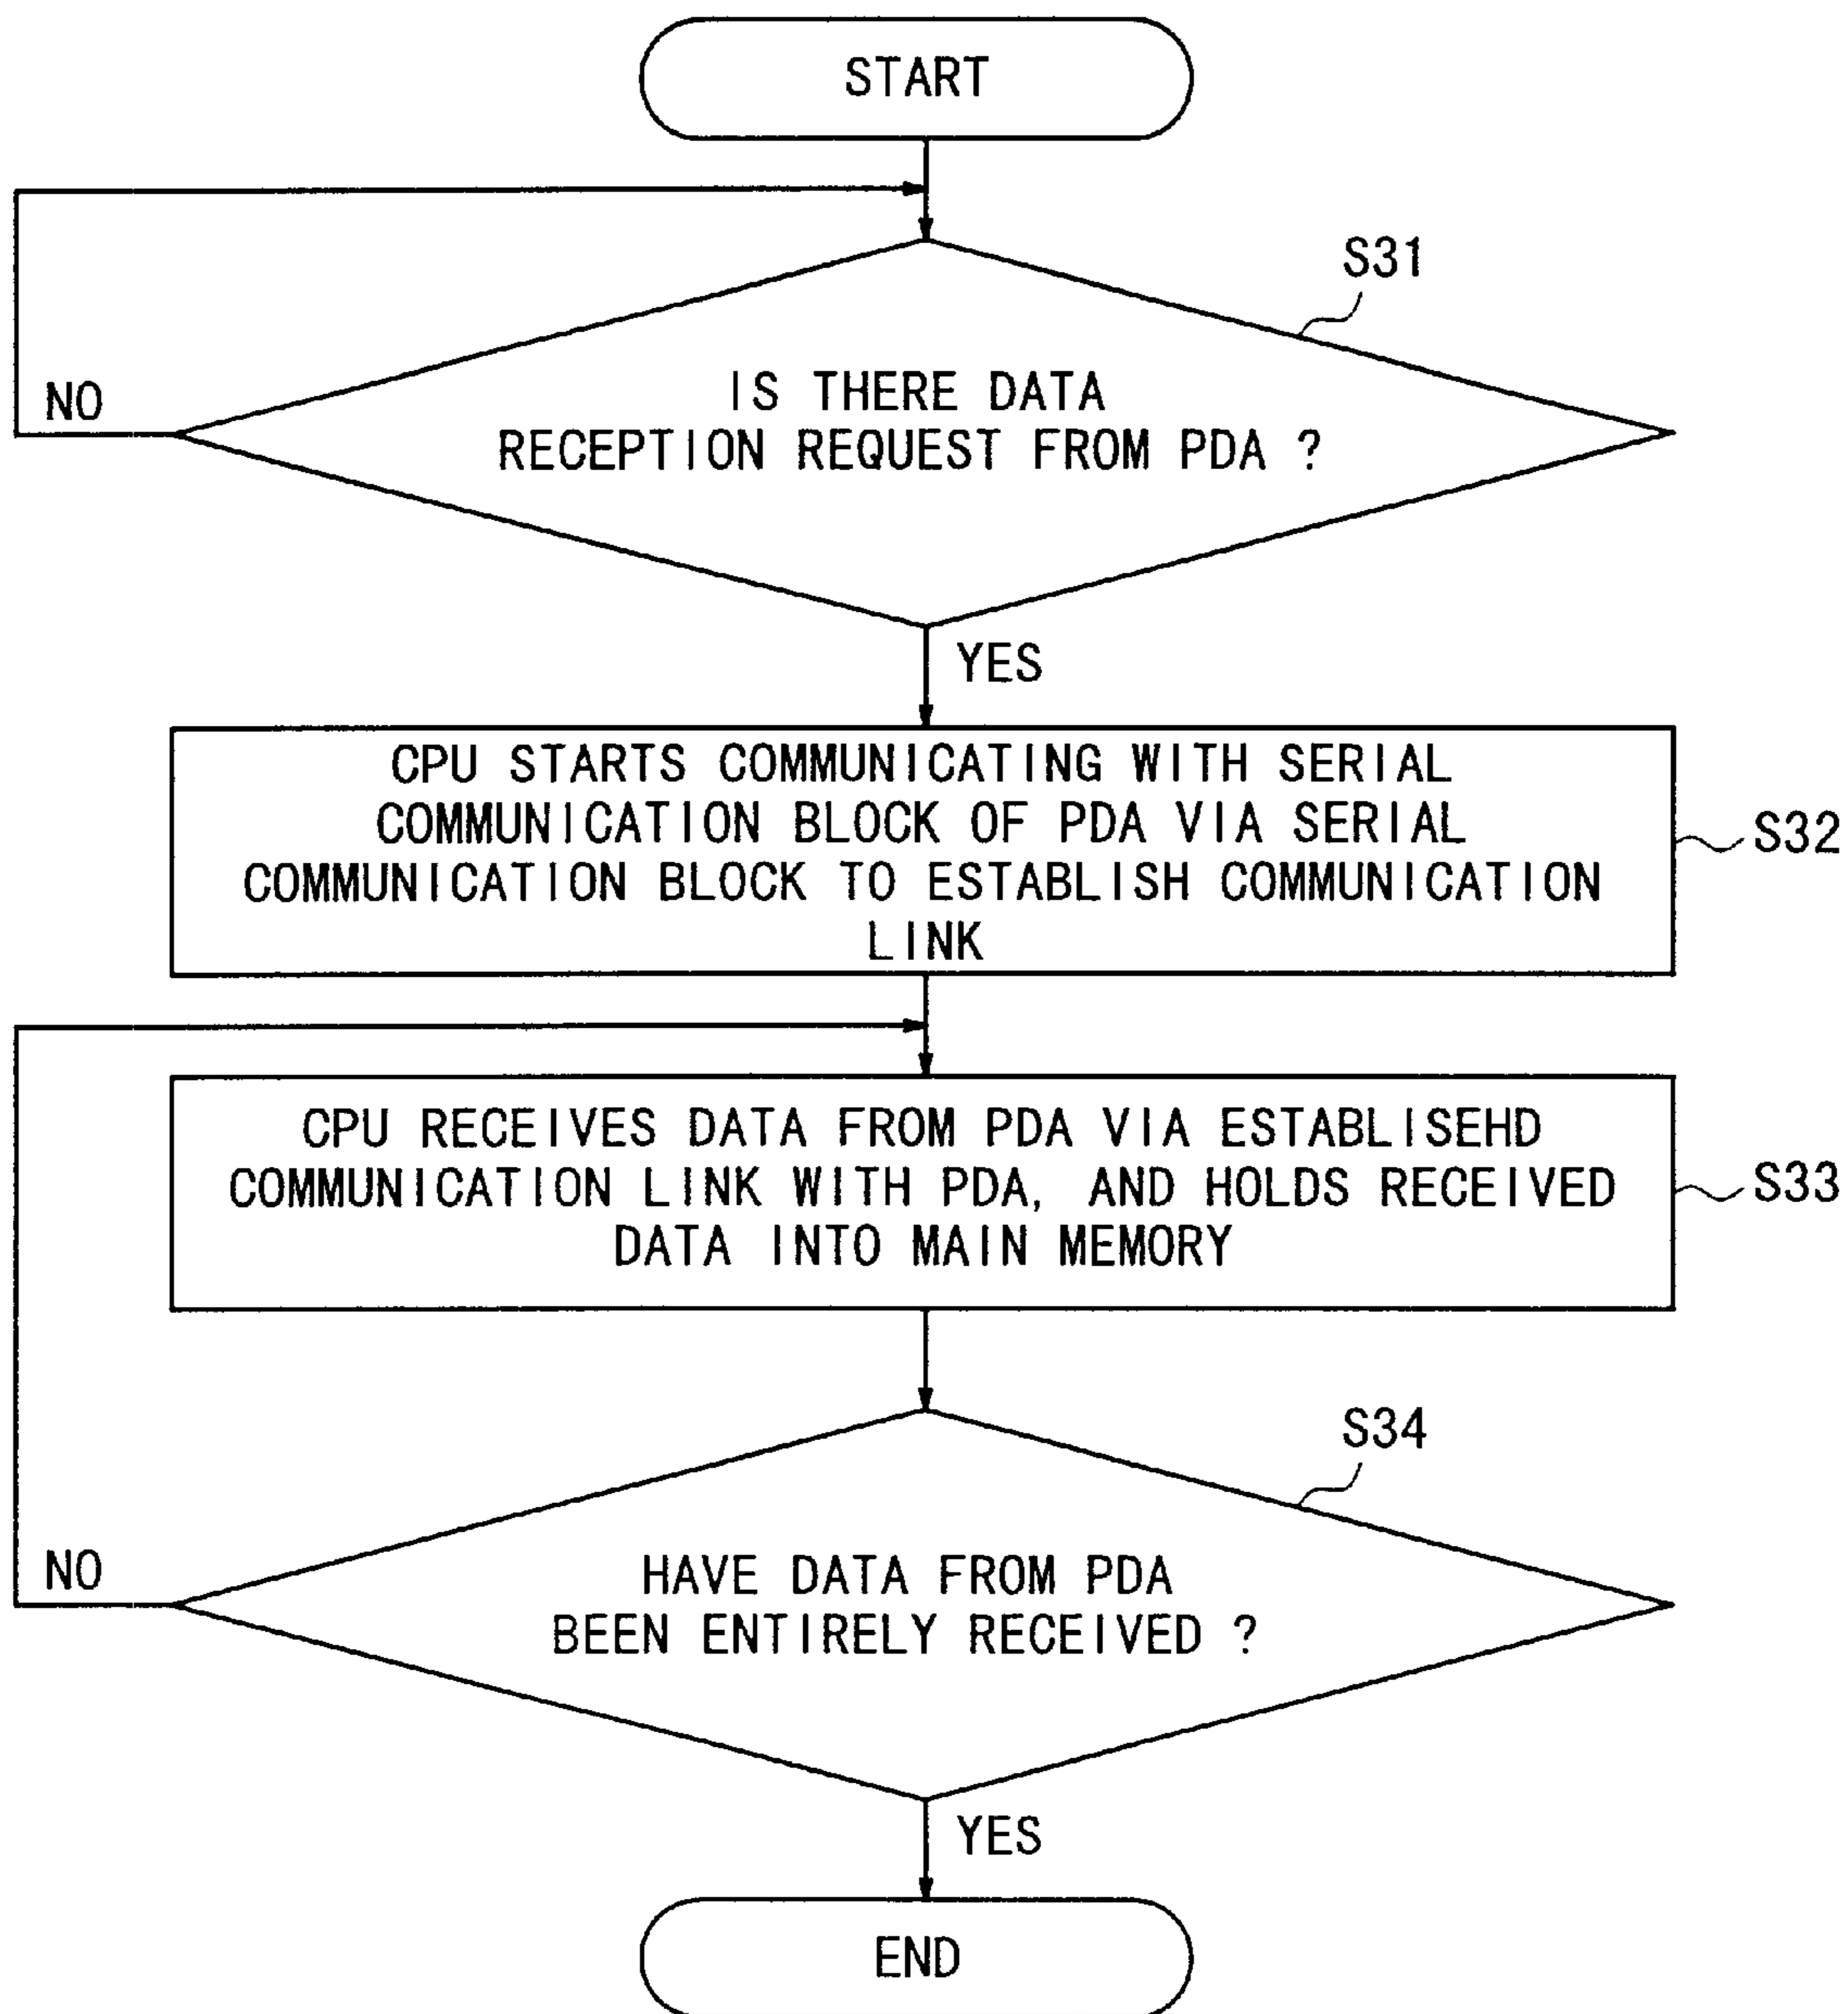 START
S31
NO
IS THERE DATA
RECEPTION REQUEST FROM PDA ?
YES
CPU STARTS COMMUNICATING WITH SERIAL
COMMUNICATION BLOCK OF PDA VIA SERIAL
COMMUNICATION BLOCK TO ESTABLISH COMMUNICATION
LINK
S32
CPU RECEIVES DATA FROM PDA VIA ESTABLISEHD
COMMUNICATION LINK WITH PDA, AND HOLDS RECEIVED
DATA INTO MAIN MEMORY
S33
S34
NO
HAVE DATA FROM PDA
BEEN ENTIRELY RECEIVED ?
YES
END